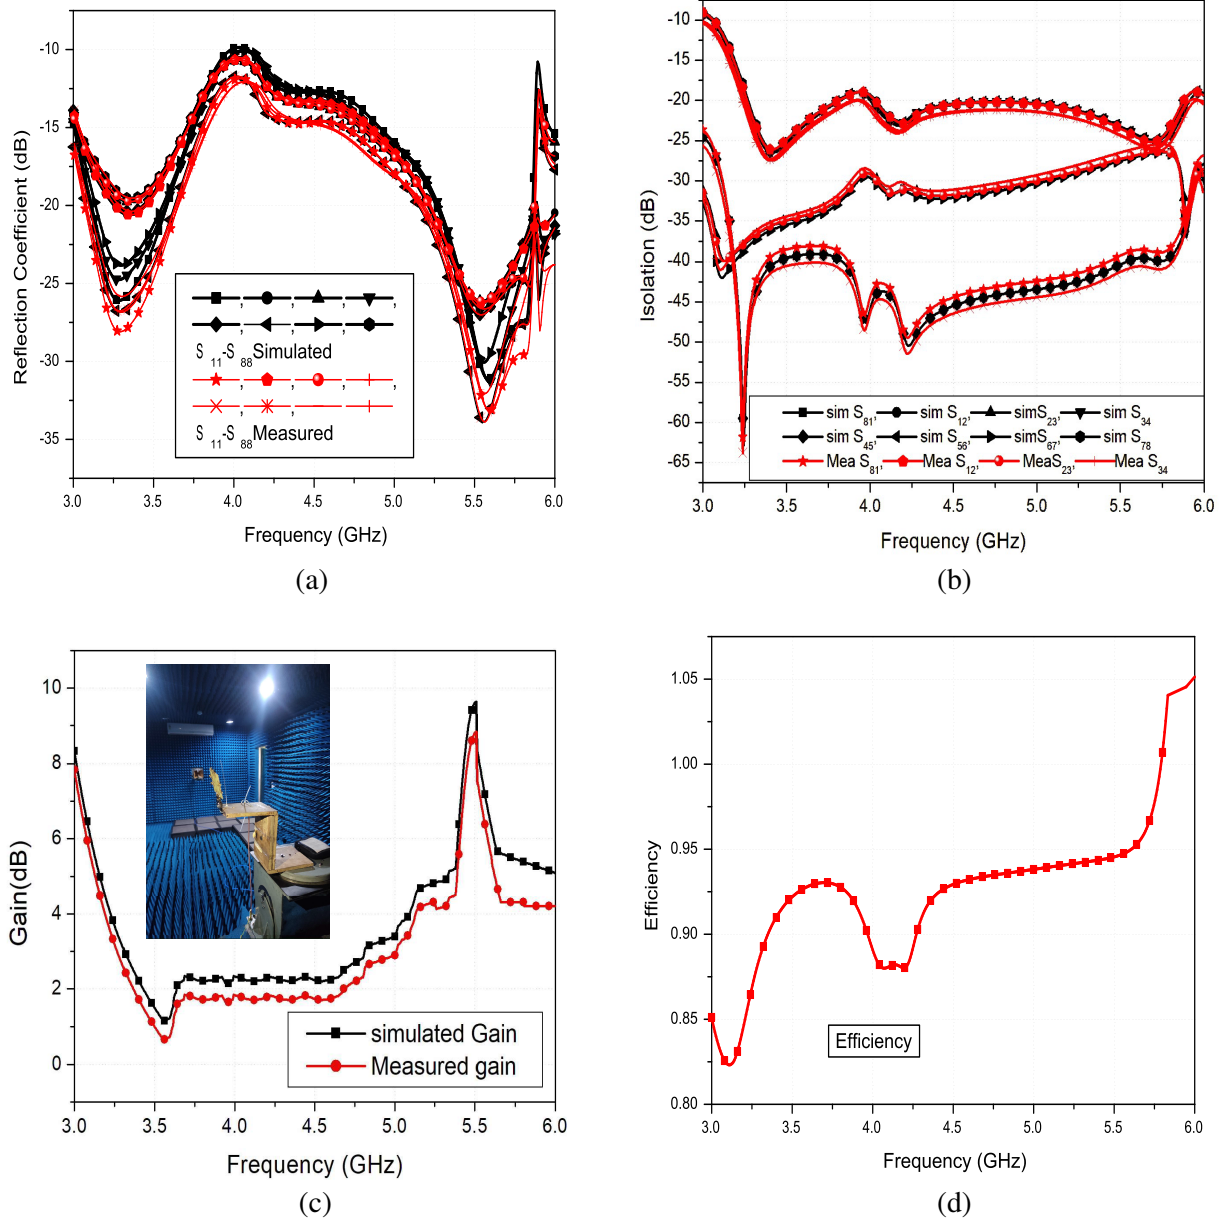 -10
-15
-20
-25
-30
-35
Reflection Coefficient (dB)
S 11-S 88 Simulated
S 11-S 88 Measured
3.0 3.5 4.0 4.5 5.0 5.5 6.0
Frequency (GHz)
(a)
-10
-15
-20
-25
-30
-35
-40
-45
-50
-55
-60
-65
Isolation (dB)
sim S81, sim S12, simS23, sim S34
sim S45, sim S56, simS67, sim S78
Mea S81, Mea S12, MeaS23, Mea S34
3.0 3.5 4.0 4.5 5.0 5.5 6.0
Frequency (GHz)
(b)
10
8
6
4
2
0
Gain(dB)
simulated Gain
Measured gain
3.0 3.5 4.0 4.5 5.0 5.5 6.0
Frequency (GHz)
(c)
1.05
1.00
0.95
0.90
0.85
0.80
Efficiency
Efficiency
3.0 3.5 4.0 4.5 5.0 5.5 6.0
Frequency (GHz)
(d)